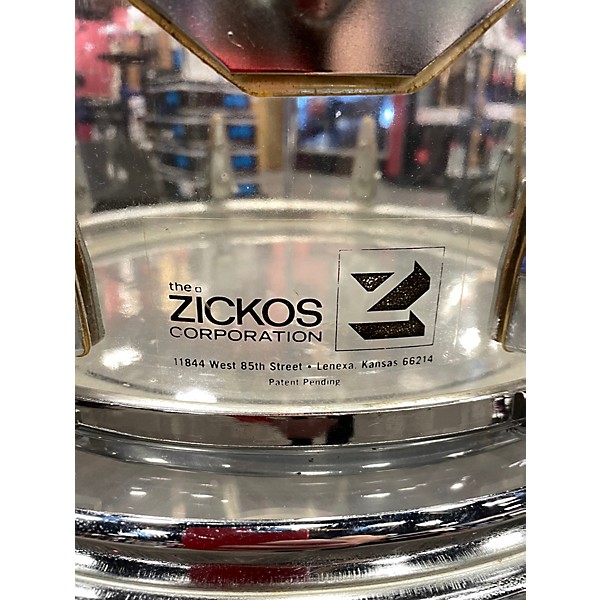 the
ZICKOS
CORPORATION
Z
11844 West 85th Street • Lenexa, Kansas 66214
Patent Pending